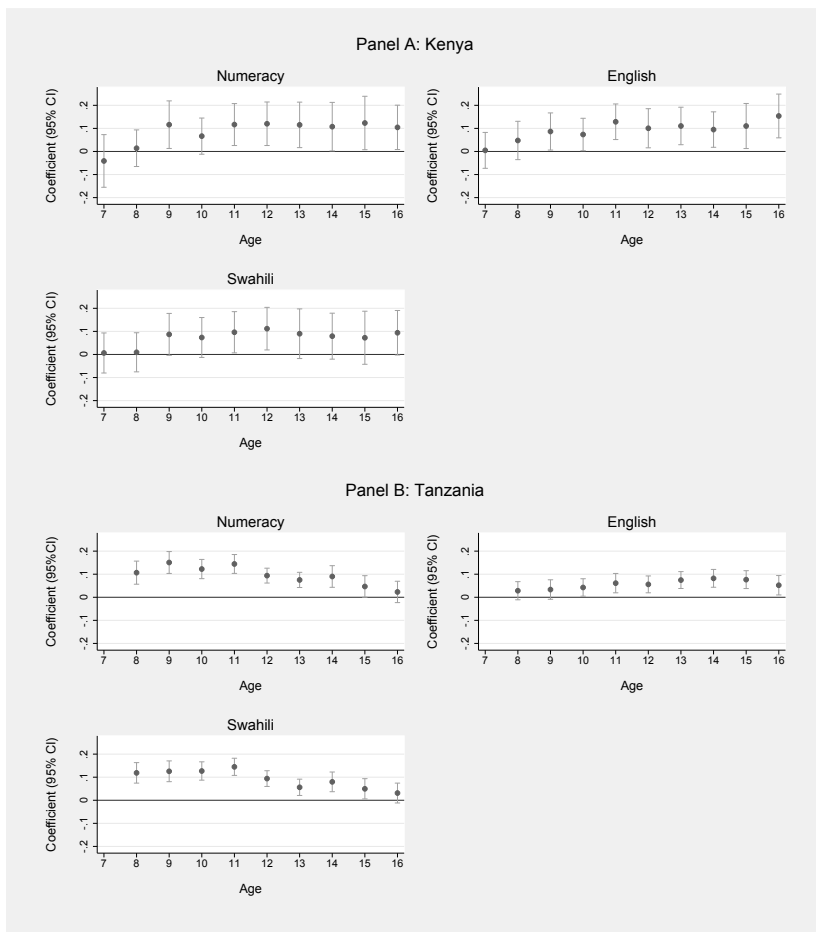 Panel A: Kenya
Numeracy
Coefficient (95% CI)
.2
.1
0
-.1
-.2
7 8 9 10 11 12 13 14 15 16
Age
English
Coefficient (95% CI)
.2
.1
0
-.1
-.2
7 8 9 10 11 12 13 14 15 16
Age
Swahili
Coefficient (95% CI)
.2
.1
0
-.1
-.2
7 8 9 10 11 12 13 14 15 16
Age
Panel B: Tanzania
Numeracy
Coefficient (95%CI)
.2
.1
0
-.1
-.2
7 8 9 10 11 12 13 14 15 16
Age
English
Coefficient (95% CI)
.2
.1
0
-.1
-.2
7 8 9 10 11 12 13 14 15 16
Age
Swahili
Coefficient (95% CI)
.2
.1
0
-.1
-.2
7 8 9 10 11 12 13 14 15 16
Age